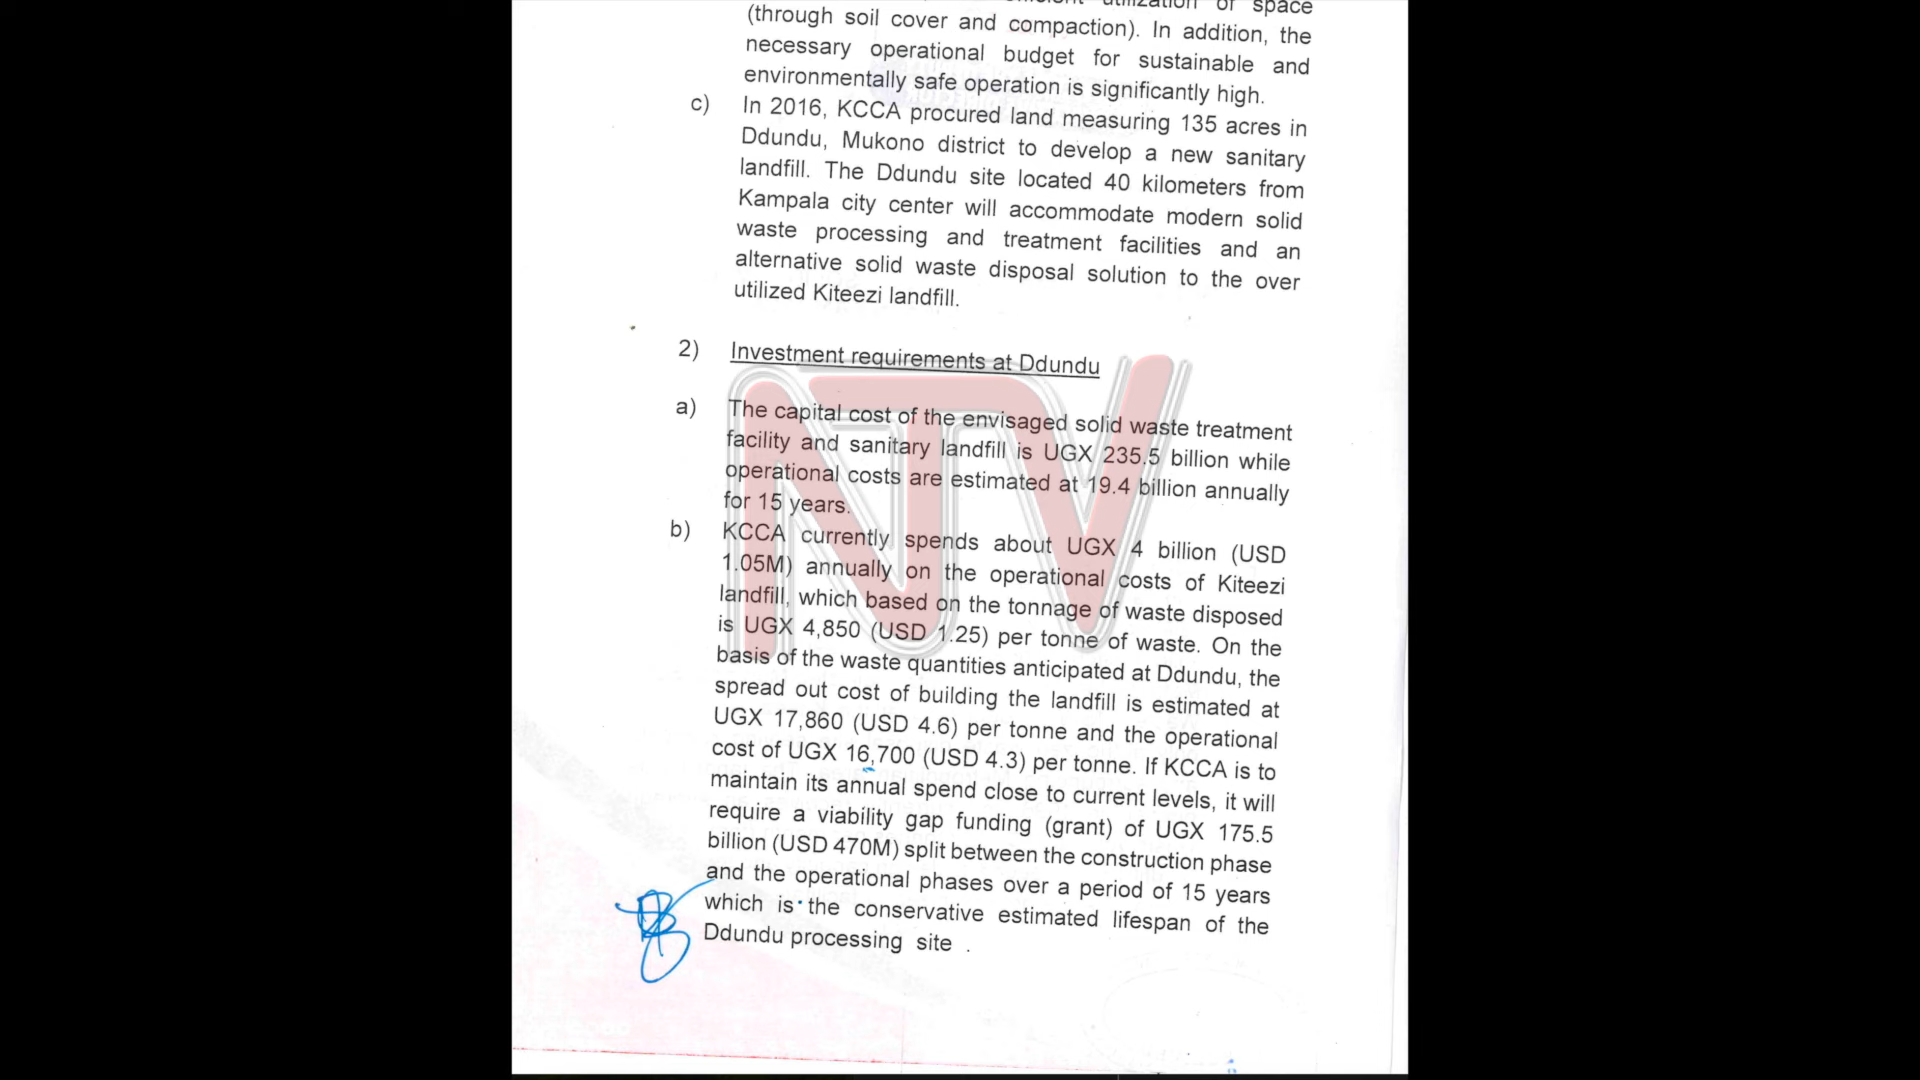 utilization of space
(through soil cover and compaction). In addition, the
necessary operational budget for sustainable and
environmentally safe operation is significantly high.
c) In 2016, KCCA procured land measuring 135 acres in
Ddundu, Mukono district to develop a new sanitary
landfill. The Ddundu site located 40 kilometers from
Kampala city center will accommodate modern solid
waste processing and treatment facilities and an
alternative solid waste disposal solution to the over
utilized Kiteezi landfill.
2) Investment requirements at Ddundu
a) The capital cost of the envisaged solid waste treatment
facility and sanitary landfill is UGX 235.5 billion while
operational costs are estimated at 19.4 billion annually
for 15 years.
b) KCCA currently spends about UGX 4 billion (USD
1.05M) annually on the operational costs of Kiteezi
landfill, which based on the tonnage of waste disposed
is UGX 4,850 (USD 1.25) per tonne of waste. On the
basis of the waste quantities anticipated at Ddundu, the
spread out cost of building the landfill is estimated at
UGX 17,860 (USD 4.6) per tonne and the operational
cost of UGX 16,700 (USD 4.3) per tonne. If KCCA is to
maintain its annual spend close to current levels, it will
require a viability gap funding (grant) of UGX 175.5
billion (USD 470M) split between the construction phase
and the operational phases over a period of 15 years
which is the conservative estimated lifespan of the
Ddundu processing site .
NTV